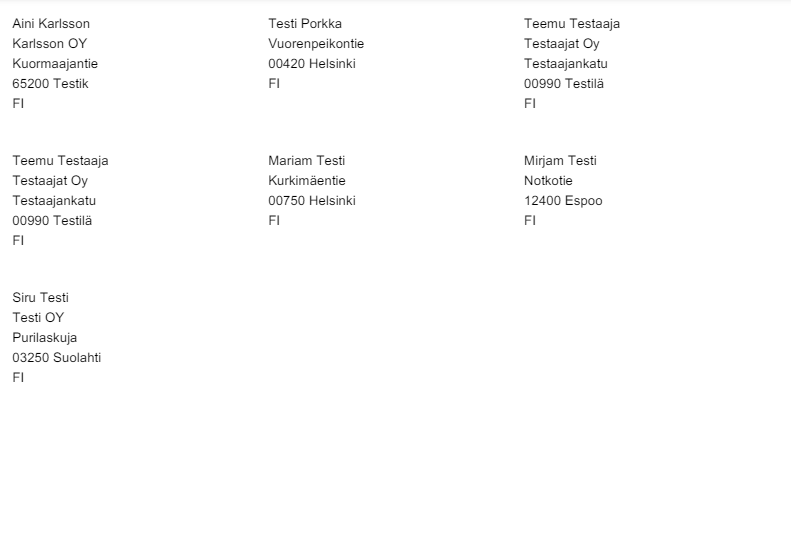 Aini Karlsson
Karlsson OY
Kuormaajantie
65200 Testik
FI
Testi Porkka
Vuorenpeikontie
00420 Helsinki
FI
Teemu Testaaja
Testaajat Oy
Testaajankatu
00990 Testilä
FI
Teemu Testaaja
Testaajat Oy
Testaajankatu
00990 Testilä
FI
Mariam Testi
Kurkimäentie
00750 Helsinki
FI
Mirjam Testi
Notkotie
12400 Espoo
FI
Siru Testi
Testi OY
Purilaskuja
03250 Suolahti
FI